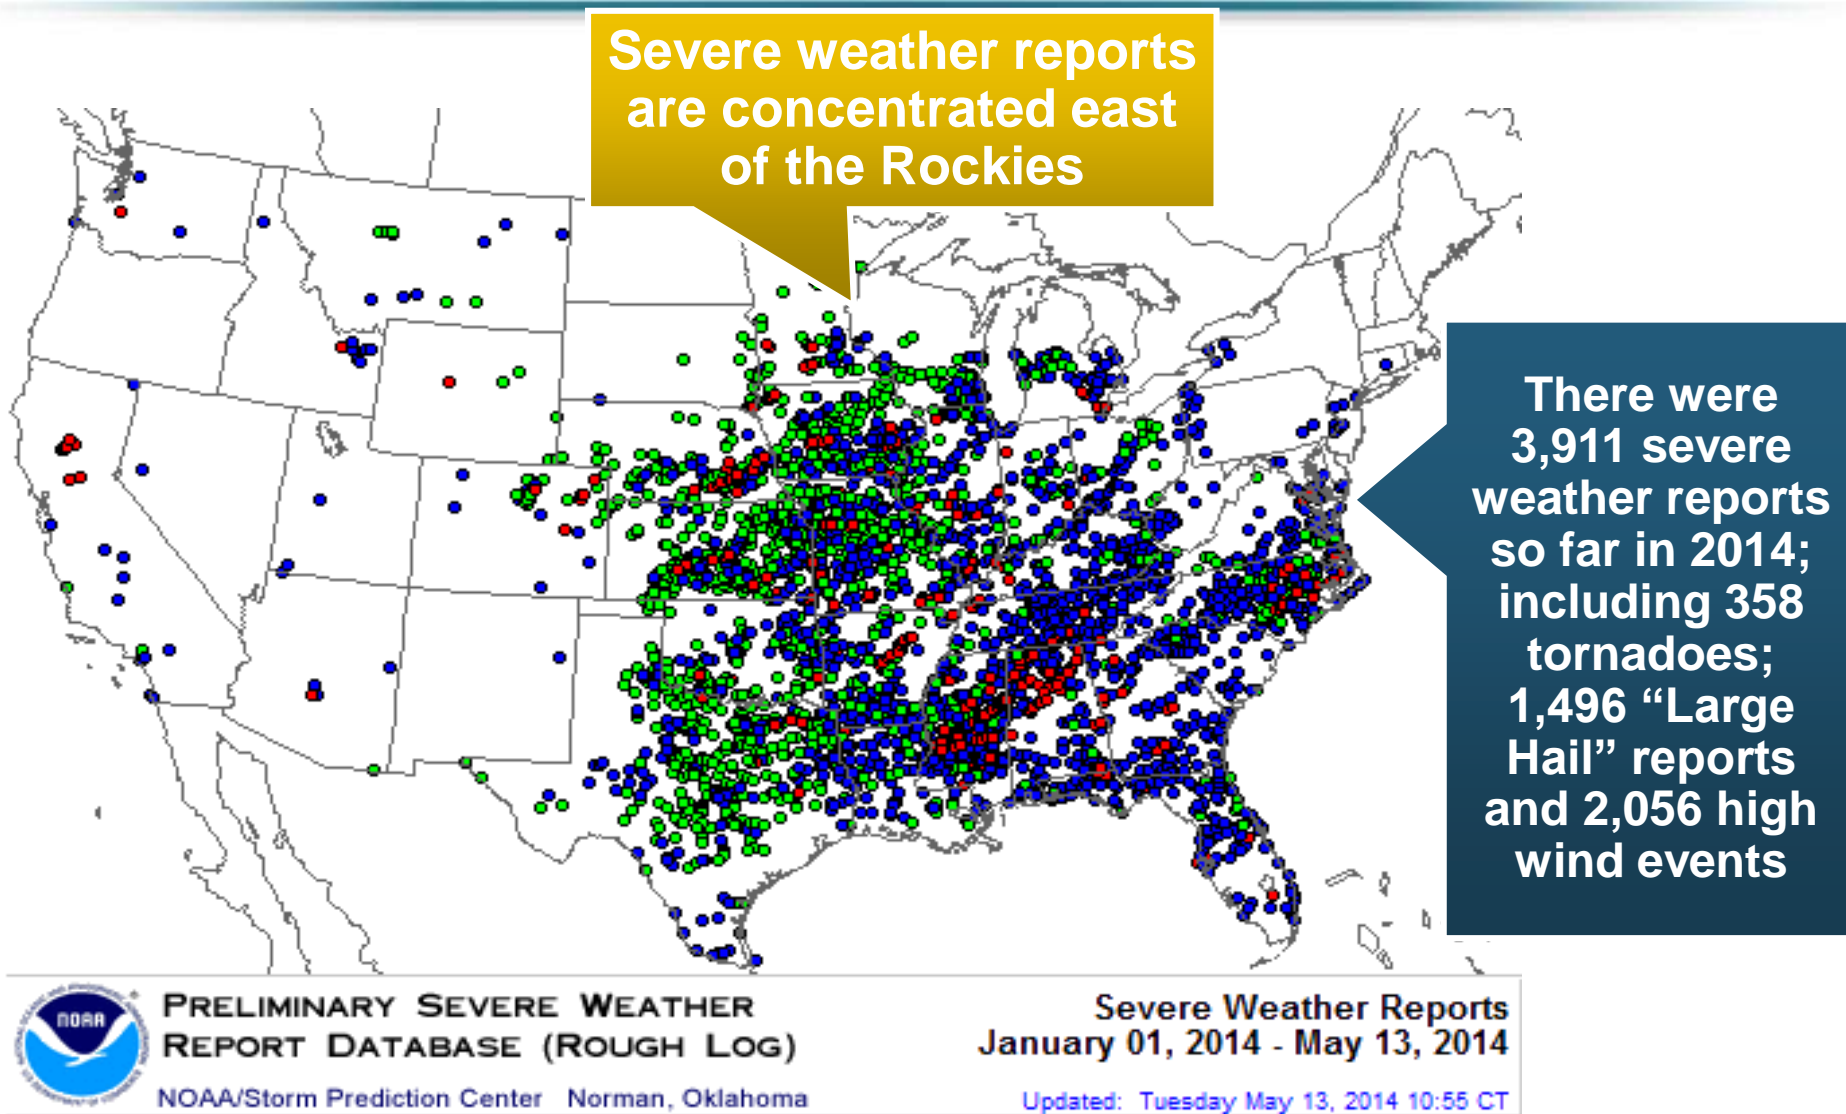 Severe weather reports
are concentrated east
of the Rockies
There were
3,911 severe
weather reports
so far in 2014;
including 358
tornadoes;
1,496 “Large
Hail” reports
and 2,056 high
wind events
NOAA
PRELIMINARY SEVERE WEATHER
REPORT DATABASE (ROUGH LOG)
NOAA/Storm Prediction Center Norman, Oklahoma
Severe Weather Reports
January 01, 2014 - May 13, 2014
Updated: Tuesday May 13, 2014 10:55 CT